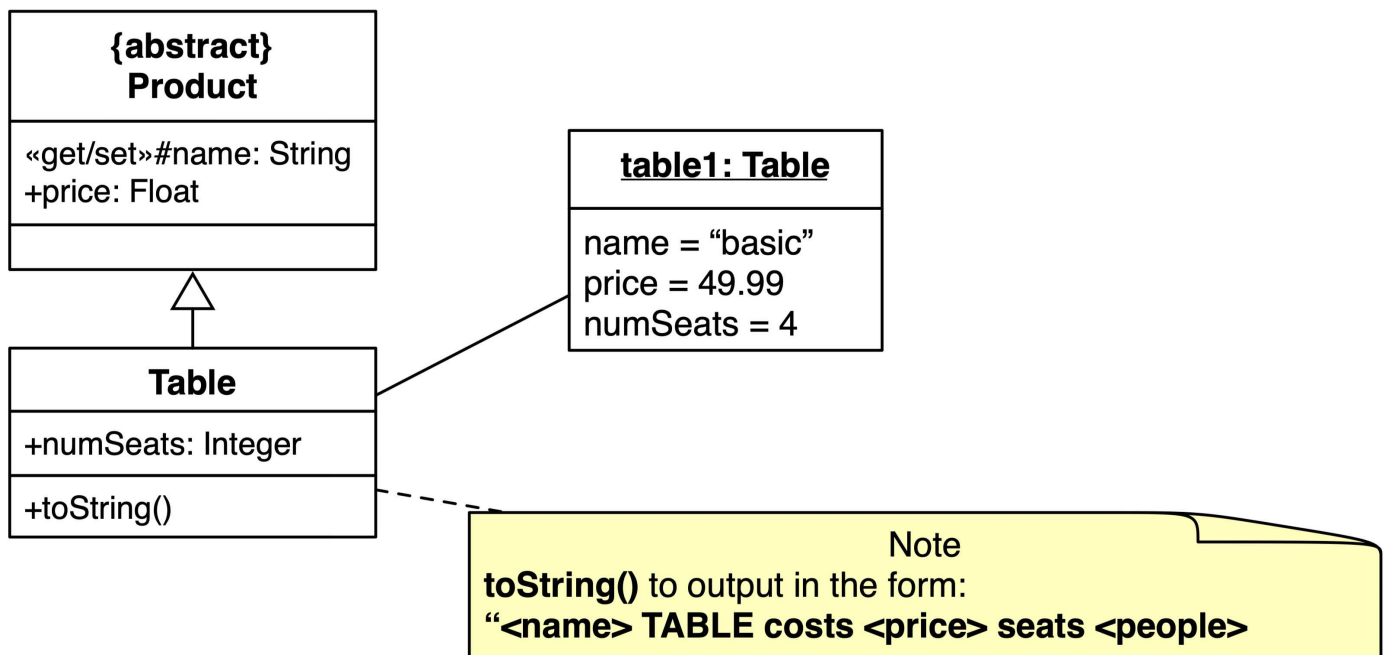 {abstract}
Product
«get/set»#name: String
+price: Float
table1: Table
name = “basic”
price = 49.99
numSeats = 4
Table
+numSeats: Integer
+toString()
Note
toString() to output in the form:
“<name> TABLE costs <price> seats <people>